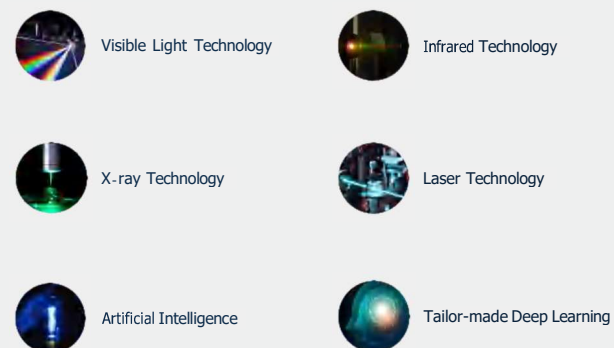 Visible Light Technology
Infrared Technology
X-ray Technology
Laser Technology
Artificial Intelligence
Tailor-made Deep Learning